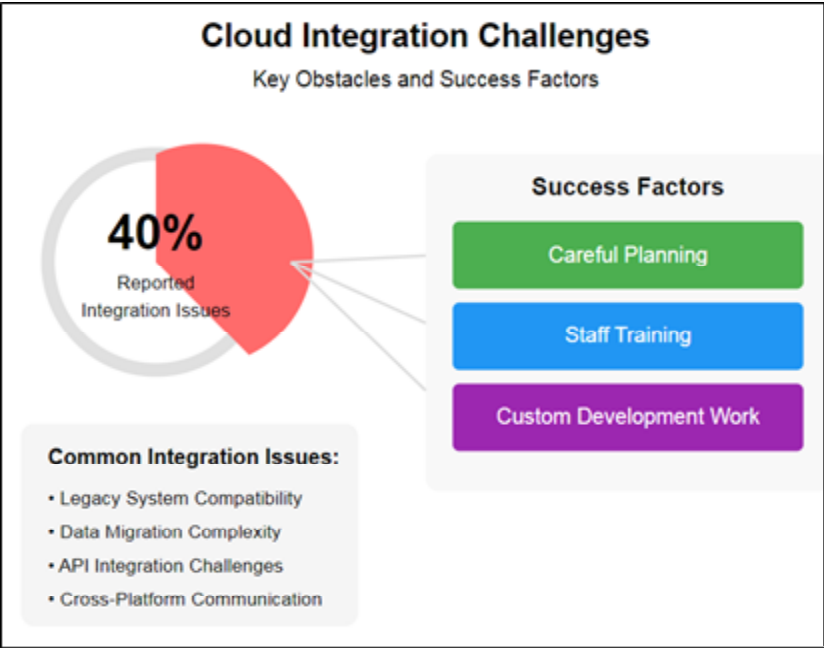 Cloud Integration Challenges
Key Obstacles and Success Factors
40%
Reported
Integration Issues
Success Factors
Careful Planning
Staff Training
Custom Development Work
Common Integration Issues:
• Legacy System Compatibility
• Data Migration Complexity
• API Integration Challenges
• Cross-Platform Communication